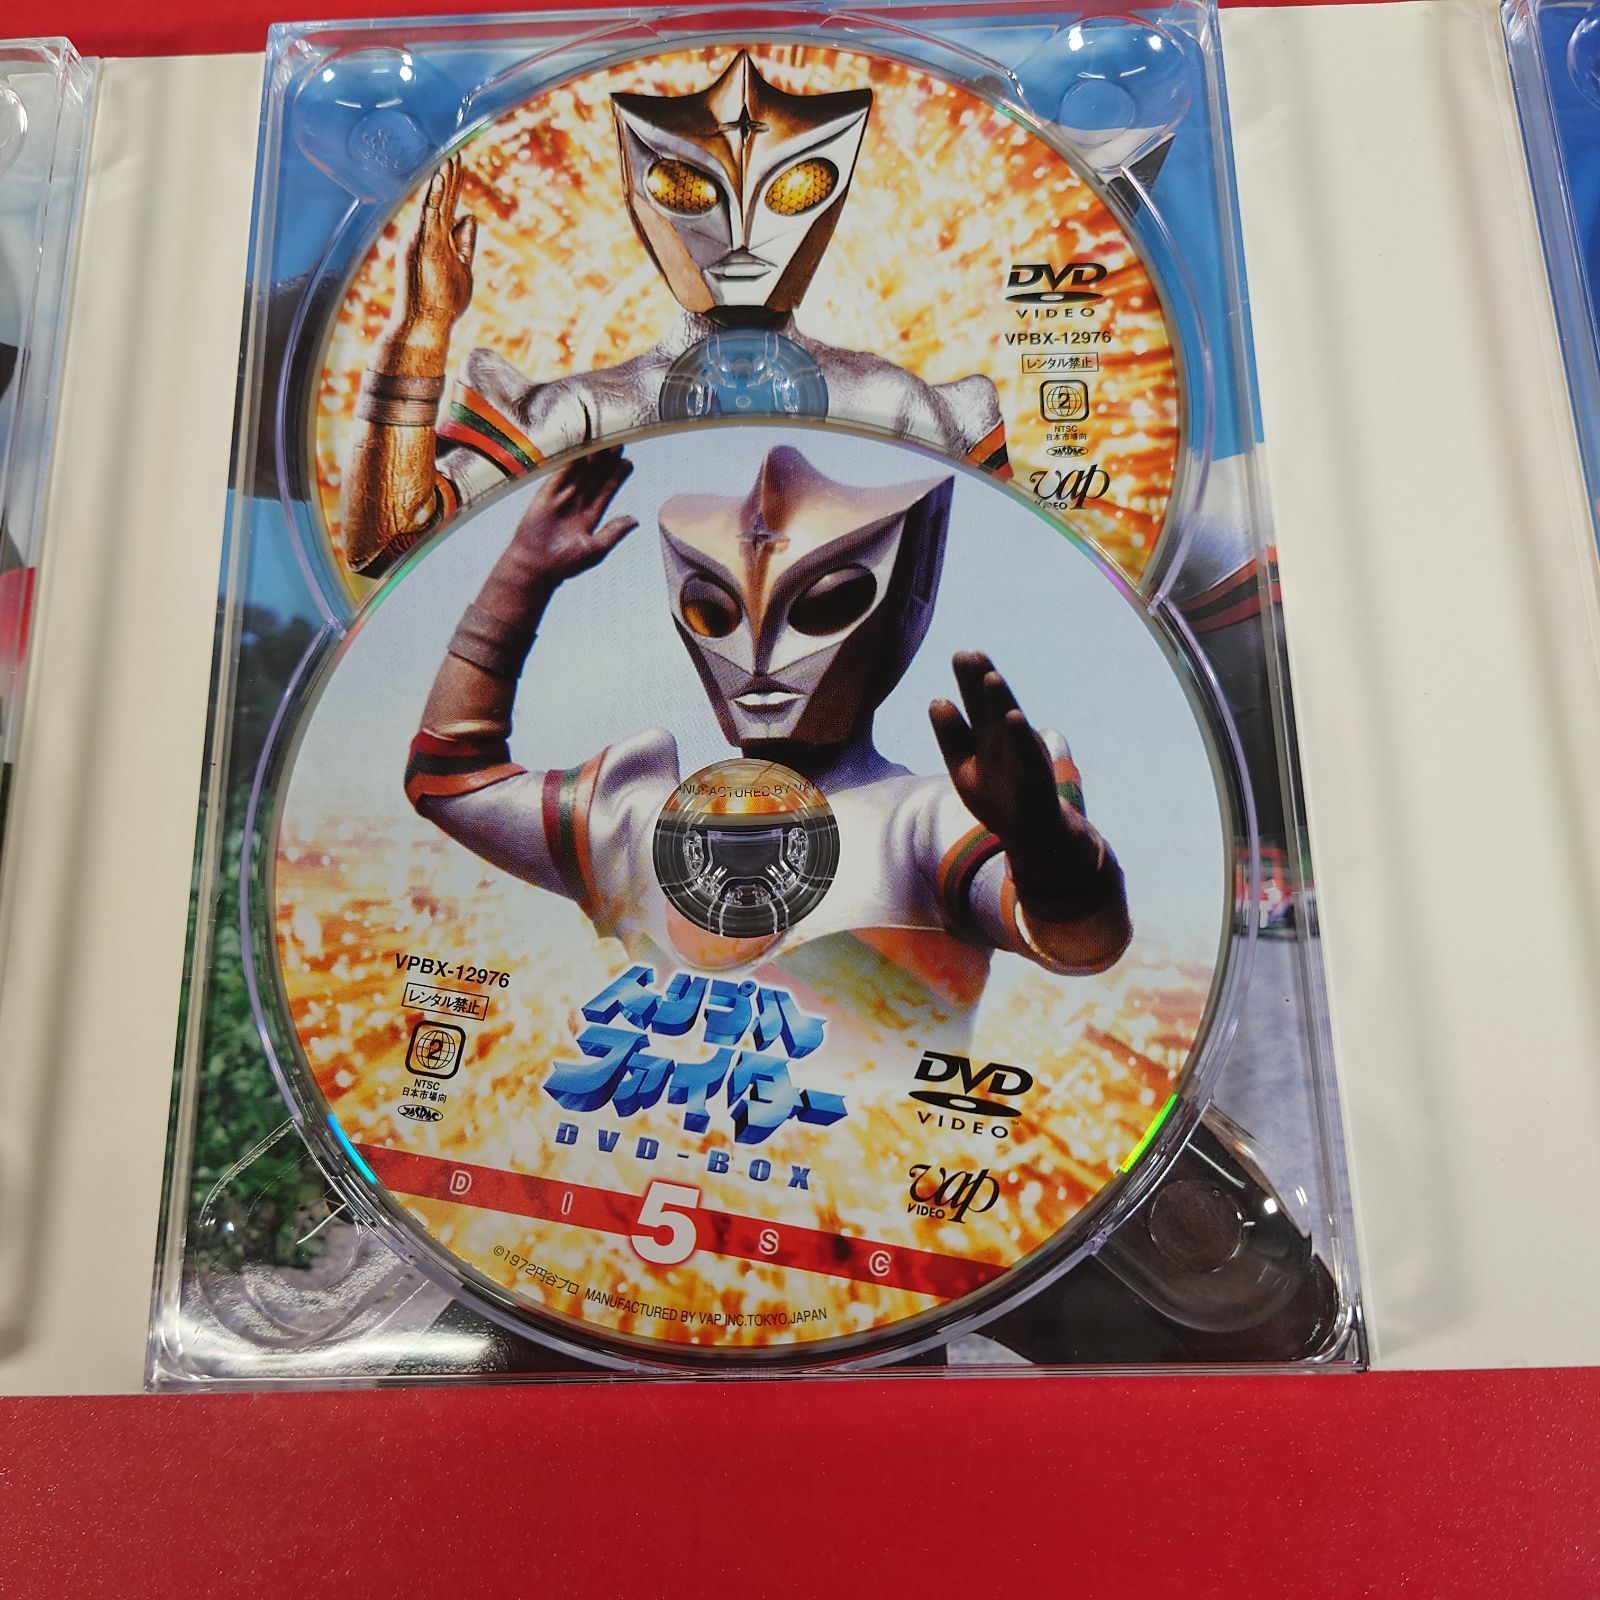 DVD
VIDEO
VPBX-12976
レンタル禁止
2
NTSC
日本市場向
vap
VIDEO
MANUFACTURED BY VAP
VPBX-12976
レンタル禁止
2
NTSC
日本市場向
トリプル
ファイター
DVD-BOX
DVD
VIDEO
vap
VIDEO
DISC 5
©1972円谷プロ MANUFACTURED BY VAP INC.TOKYO,JAPAN